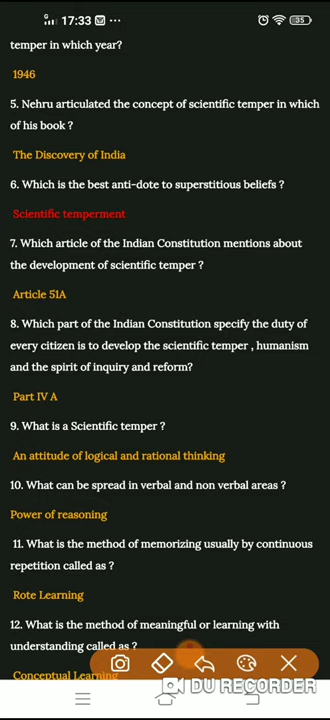 17:33
35
temper in which year?
1946
5. Nehru articulated the concept of scientific temper in which
of his book ?
The Discovery of India
6. Which is the best anti-dote to superstitious beliefs ?
Scientific temperment
7. Which article of the Indian Constitution mentions about
the development of scientific temper ?
Article 51A
8. Which part of the Indian Constitution specify the duty of
every citizen is to develop the scientific temper , humanism
and the spirit of inquiry and reform?
Part IV A
9. What is a Scientific temper ?
An attitude of logical and rational thinking
10. What can be spread in verbal and non verbal areas ?
Power of reasoning
11. What is the method of memorizing usually by continuous
repetition called as ?
Rote Learning
12. What is the method of meaningful or learning with
understanding called as ?
Conceptual Learning
DU RECORDER